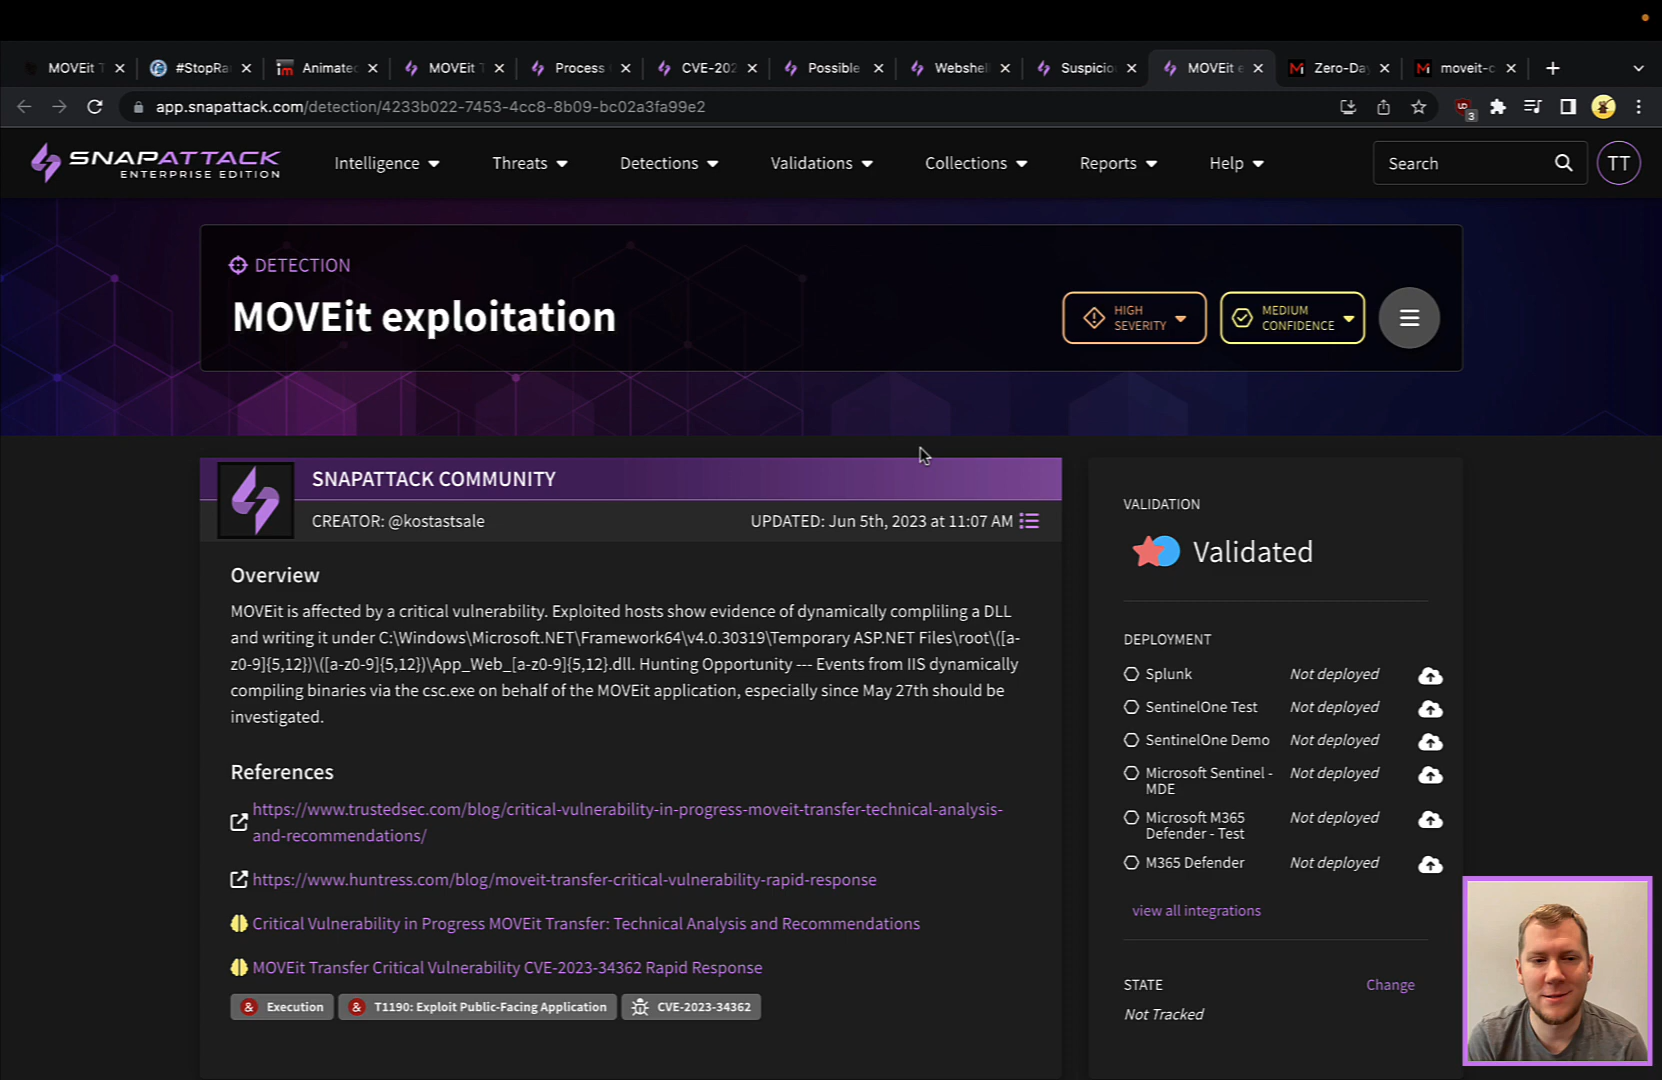 MOVEit T
#StopRa
Animated
MOVEit T
Process
CVE-202
Possible
Webshel
Suspicio
MOVEit e
Zero-Day
moveit-c
app.snapattack.com/detection/4233b022-7453-4cc8-8b09-bc02a3fa99e2
3
SNAPATTACK
ENTERPRISE EDITION
Intelligence
Threats
Detections
Validations
Collections
Reports
Help
Search
TT
DETECTION
MOVEit exploitation
HIGH
SEVERITY
MEDIUM
CONFIDENCE
SNAPATTACK COMMUNITY
CREATOR: @kostastsale
UPDATED: Jun 5th, 2023 at 11:07 AM
Overview
MOVEit is affected by a critical vulnerability. Exploited hosts show evidence of dynamically compliling a DLL
and writing it under C:\Windows\Microsoft.NET\Framework64\v4.0.30319\Temporary ASP.NET Files\root\([a-
z0-9]{5,12})\([a-z0-9]{5,12})\App_Web_[a-z0-9]{5,12}.dll. Hunting Opportunity --- Events from IIS dynamically
compiling binaries via the csc.exe on behalf of the MOVEit application, especially since May 27th should be
investigated.
References
https://www.trustedsec.com/blog/critical-vulnerability-in-progress-moveit-transfer-technical-analysis-
and-recommendations/
https://www.huntress.com/blog/moveit-transfer-critical-vulnerability-rapid-response
Critical Vulnerability in Progress MOVEit Transfer: Technical Analysis and Recommendations
MOVEit Transfer Critical Vulnerability CVE-2023-34362 Rapid Response
& Execution
& T1190: Exploit Public-Facing Application
CVE-2023-34362
VALIDATION
Validated
DEPLOYMENT
Splunk Not deployed
SentinelOne Test Not deployed
SentinelOne Demo Not deployed
Microsoft Sentinel - Not deployed
MDE
Microsoft M365 Not deployed
Defender - Test
M365 Defender Not deployed
view all integrations
STATE Change
Not Tracked